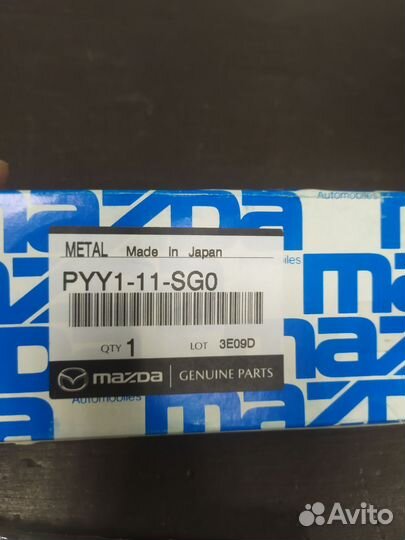 mazda
Automobiles
METAL Made In Japan
PYY1-11-SG0
QTY 1 LOT 3E09D
mazda GENUINE PARTS
Automobiles
mazda
Avito